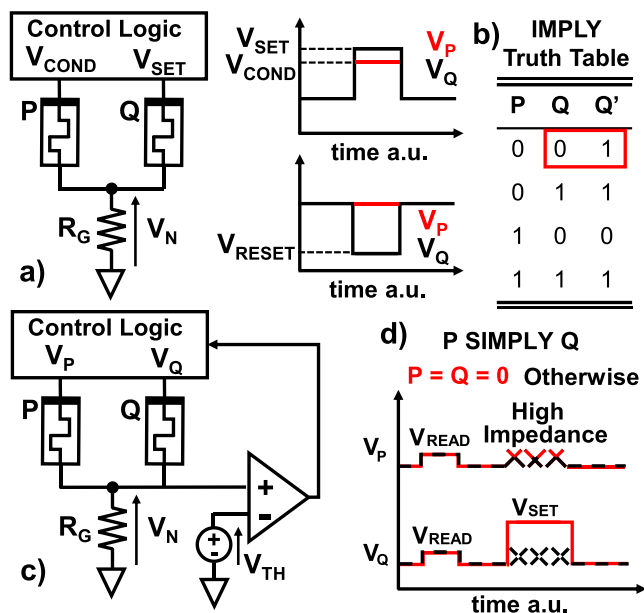 a)
Control Logic
VCOND
VSET
P
Q
RG
VN
VSET
VCOND
VP
VQ
time a.u.
VRESET
VP
VQ
time a.u.
b)
IMPLY
Truth Table
P Q Q’
0 0 1
0 1 1
1 0 0
1 1 1
c)
Control Logic
VP
VQ
P
Q
RG
VN
+
-
+
-
VTH
d)
P SIMPLY Q
P = Q = 0 Otherwise
High
Impedance
VP
VREAD
VSET
VQ
VREAD
time a.u.